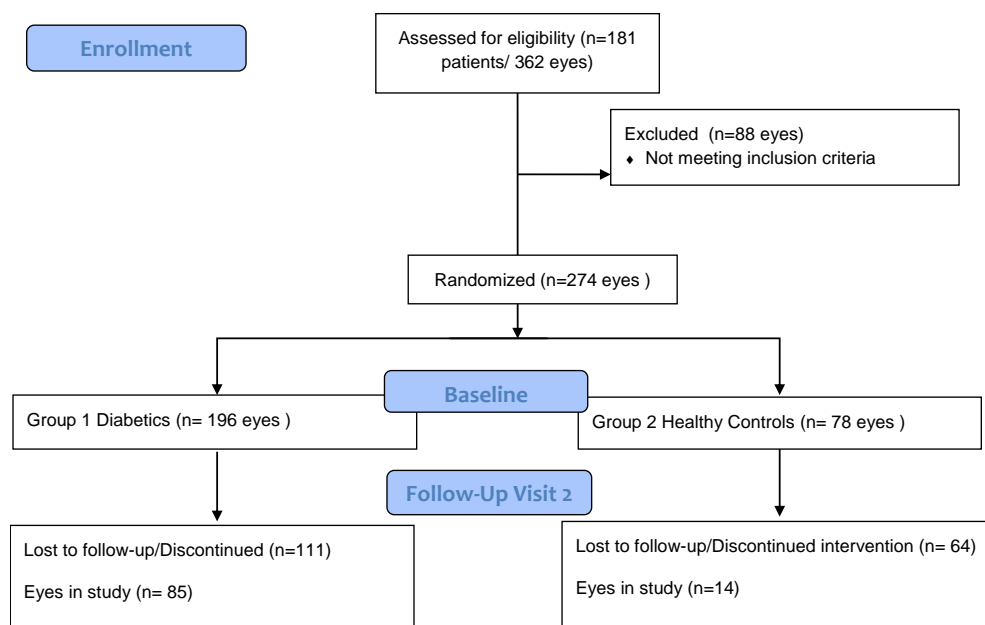 Enrollment
Assessed for eligibility (n=181
patients/ 362 eyes)
Excluded (n=88 eyes)
♦ Not meeting inclusion criteria
Randomized (n=274 eyes )
Baseline
Group 1 Diabetics (n= 196 eyes )
Group 2 Healthy Controls (n= 78 eyes )
Follow-Up Visit 2
Lost to follow-up/Discontinued (n=111)
Eyes in study (n= 85)
Lost to follow-up/Discontinued intervention (n= 64)
Eyes in study (n=14)